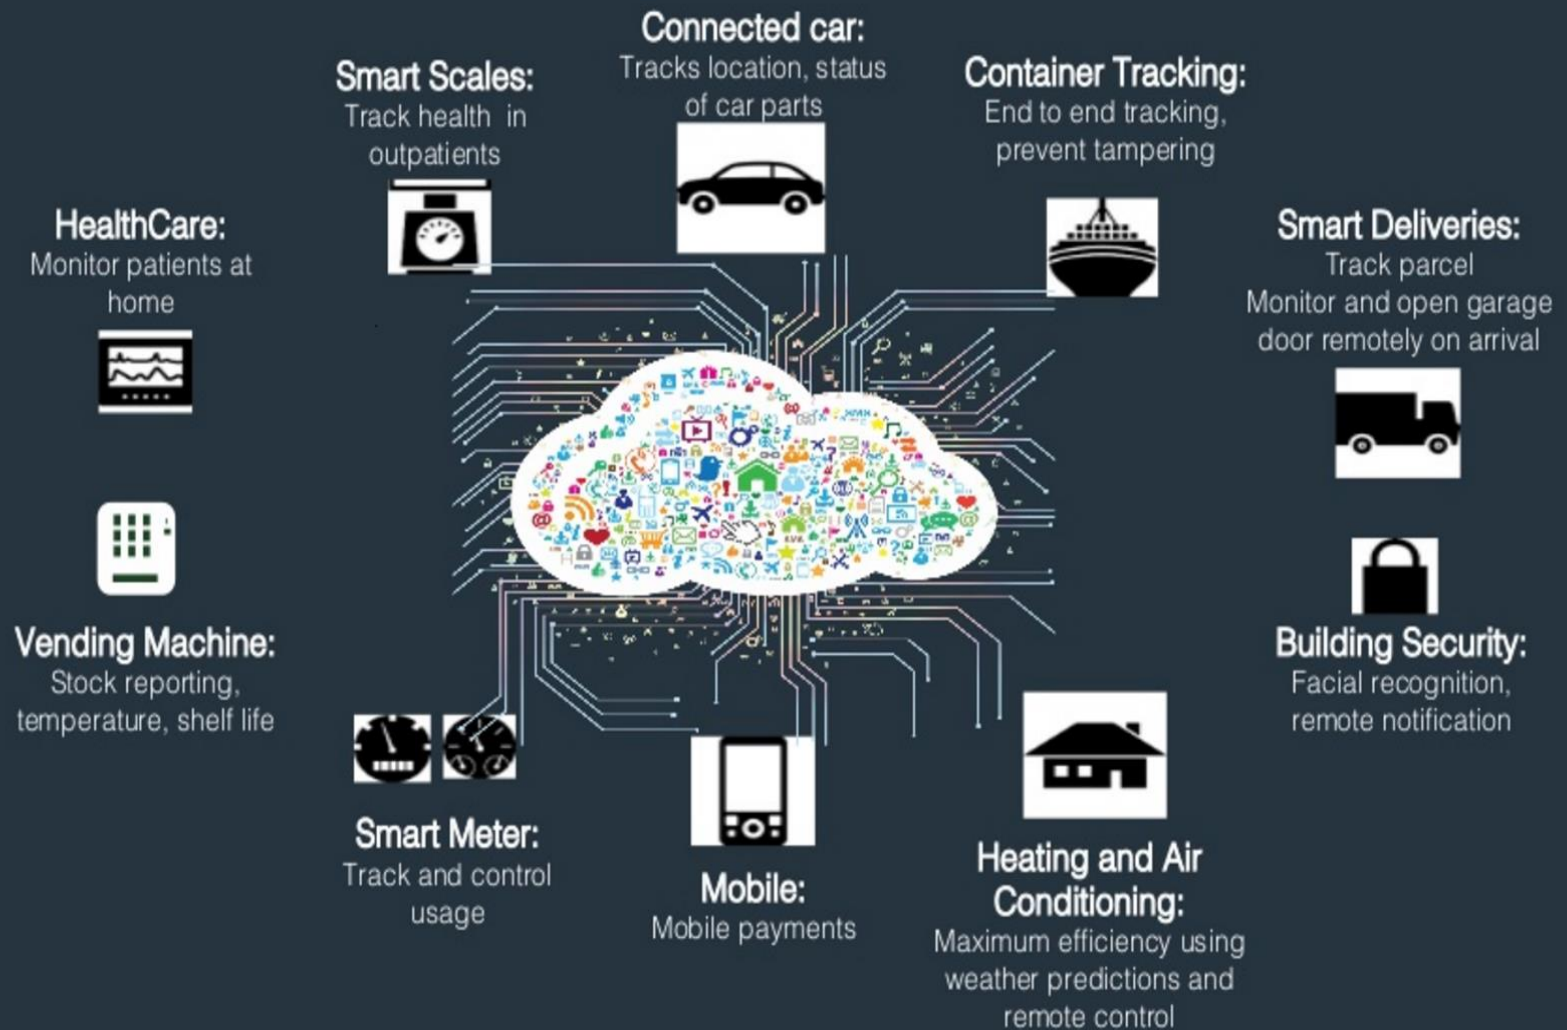 Connected car:
Tracks location, status
of car parts
Smart Scales:
Track health in
outpatients
Container Tracking:
End to end tracking,
prevent tampering
HealthCare:
Monitor patients at
home
Smart Deliveries:
Track parcel
Monitor and open garage
door remotely on arrival
Vending Machine:
Stock reporting,
temperature, shelf life
Building Security:
Facial recognition,
remote notification
Smart Meter:
Track and control
usage
Mobile:
Mobile payments
Heating and Air
Conditioning:
Maximum efficiency using
weather predictions and
remote control